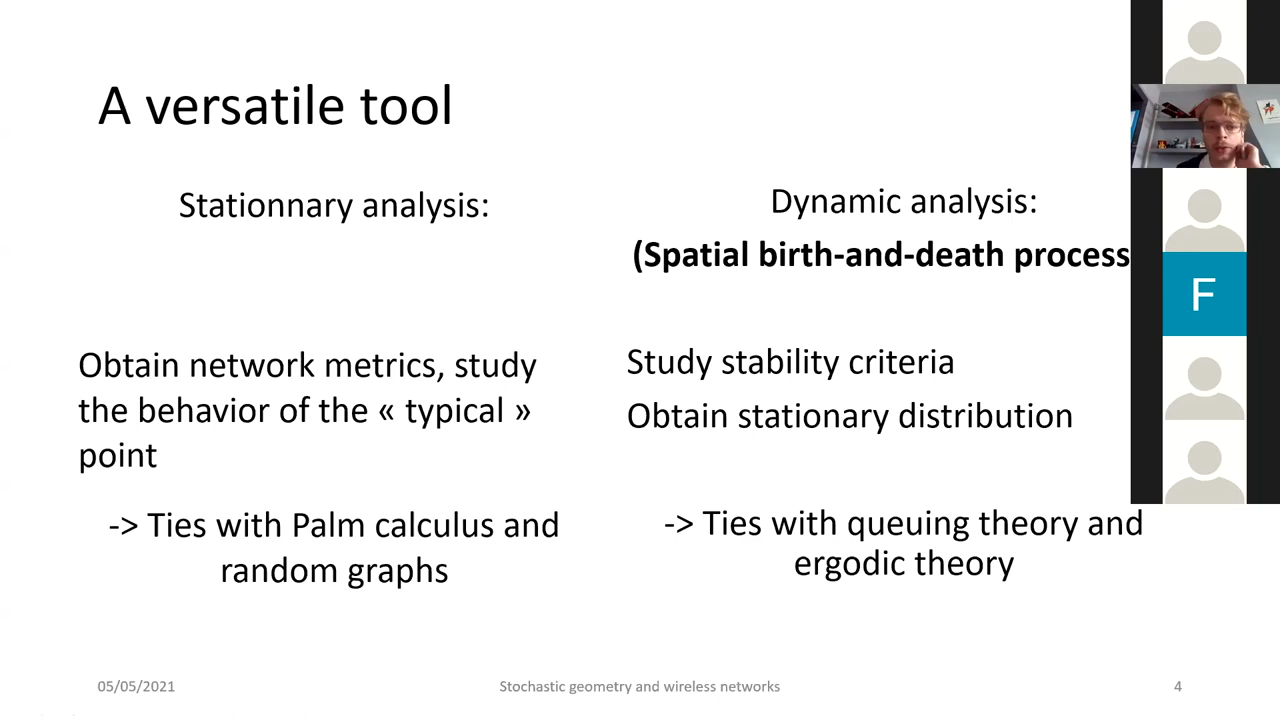 A versatile tool
Stationnary analysis:
Obtain network metrics, study
the behavior of the « typical »
point
-> Ties with Palm calculus and
random graphs
Dynamic analysis:
(Spatial birth-and-death process
Study stability criteria
Obtain stationary distribution
-> Ties with queuing theory and
ergodic theory
F
05/05/2021
Stochastic geometry and wireless networks
4